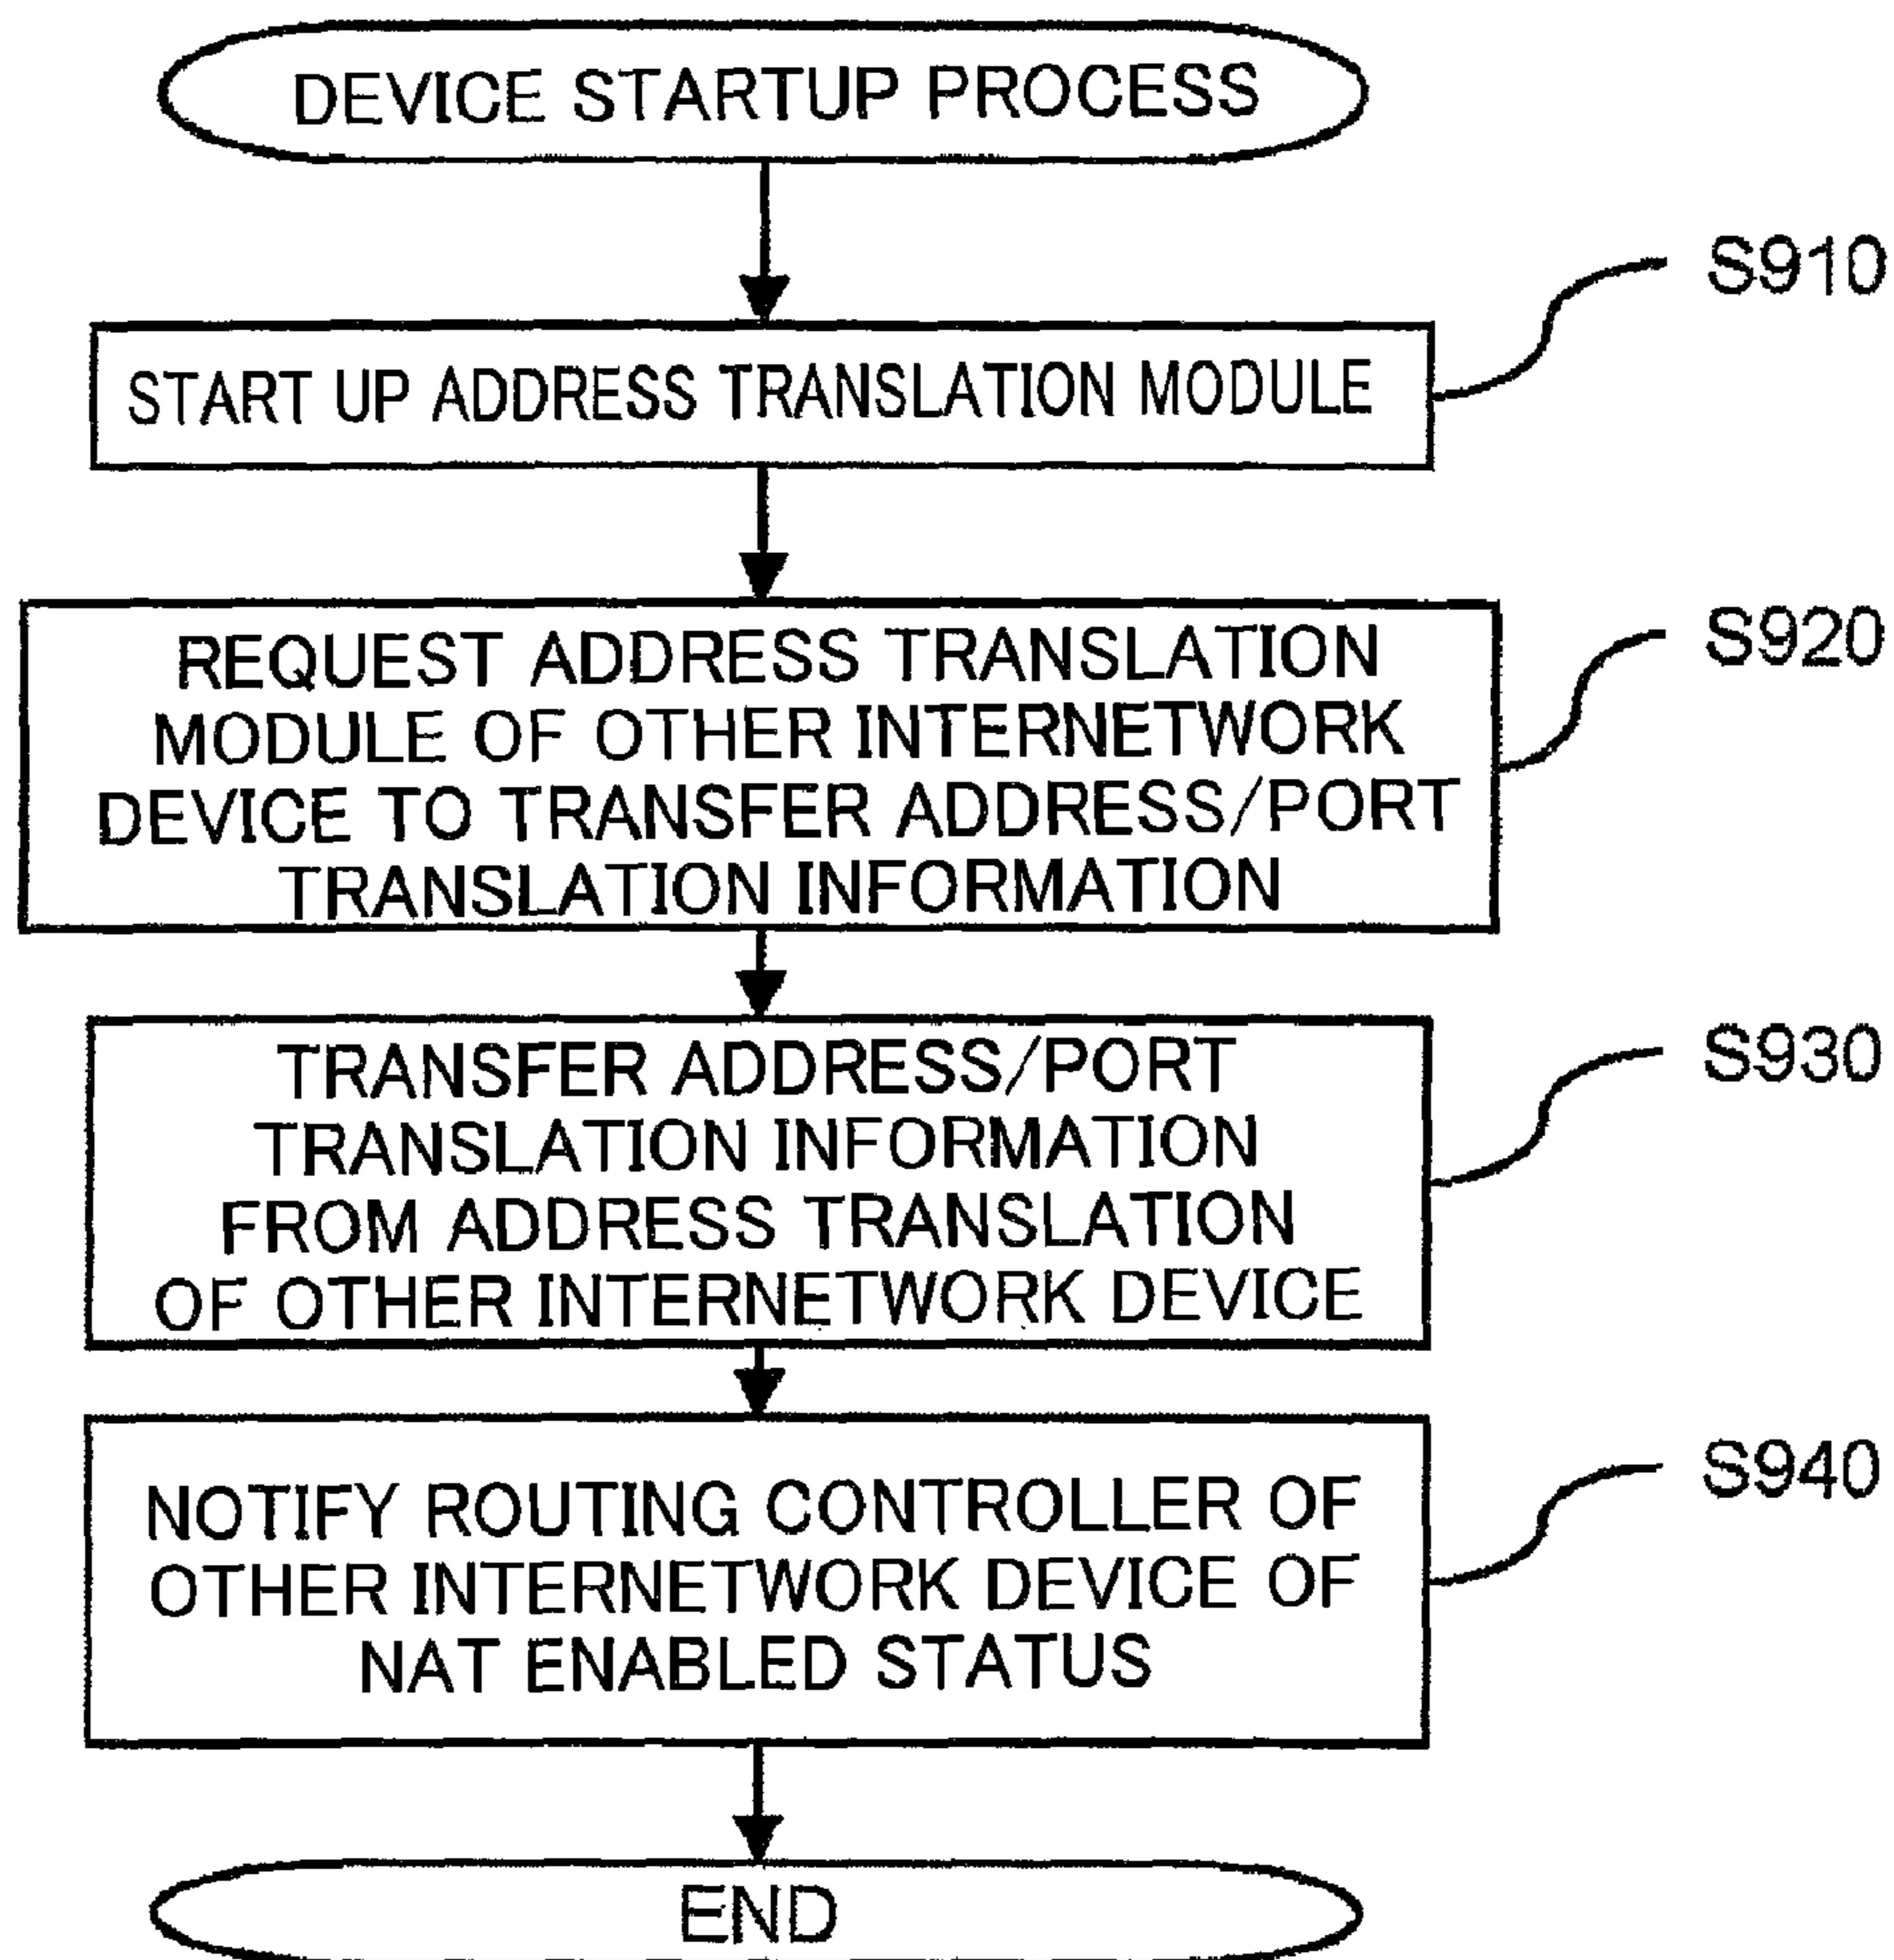 DEVICE STARTUP PROCESS
S910
START UP ADDRESS TRANSLATION MODULE
S920
REQUEST ADDRESS TRANSLATION
MODULE OF OTHER INTERNETWORK
DEVICE TO TRANSFER ADDRESS/PORT
TRANSLATION INFORMATION
S930
TRANSFER ADDRESS/PORT
TRANSLATION INFORMATION
FROM ADDRESS TRANSLATION
OF OTHER INTERNETWORK DEVICE
S940
NOTIFY ROUTING CONTROLLER OF
OTHER INTERNETWORK DEVICE OF
NAT ENABLED STATUS
END